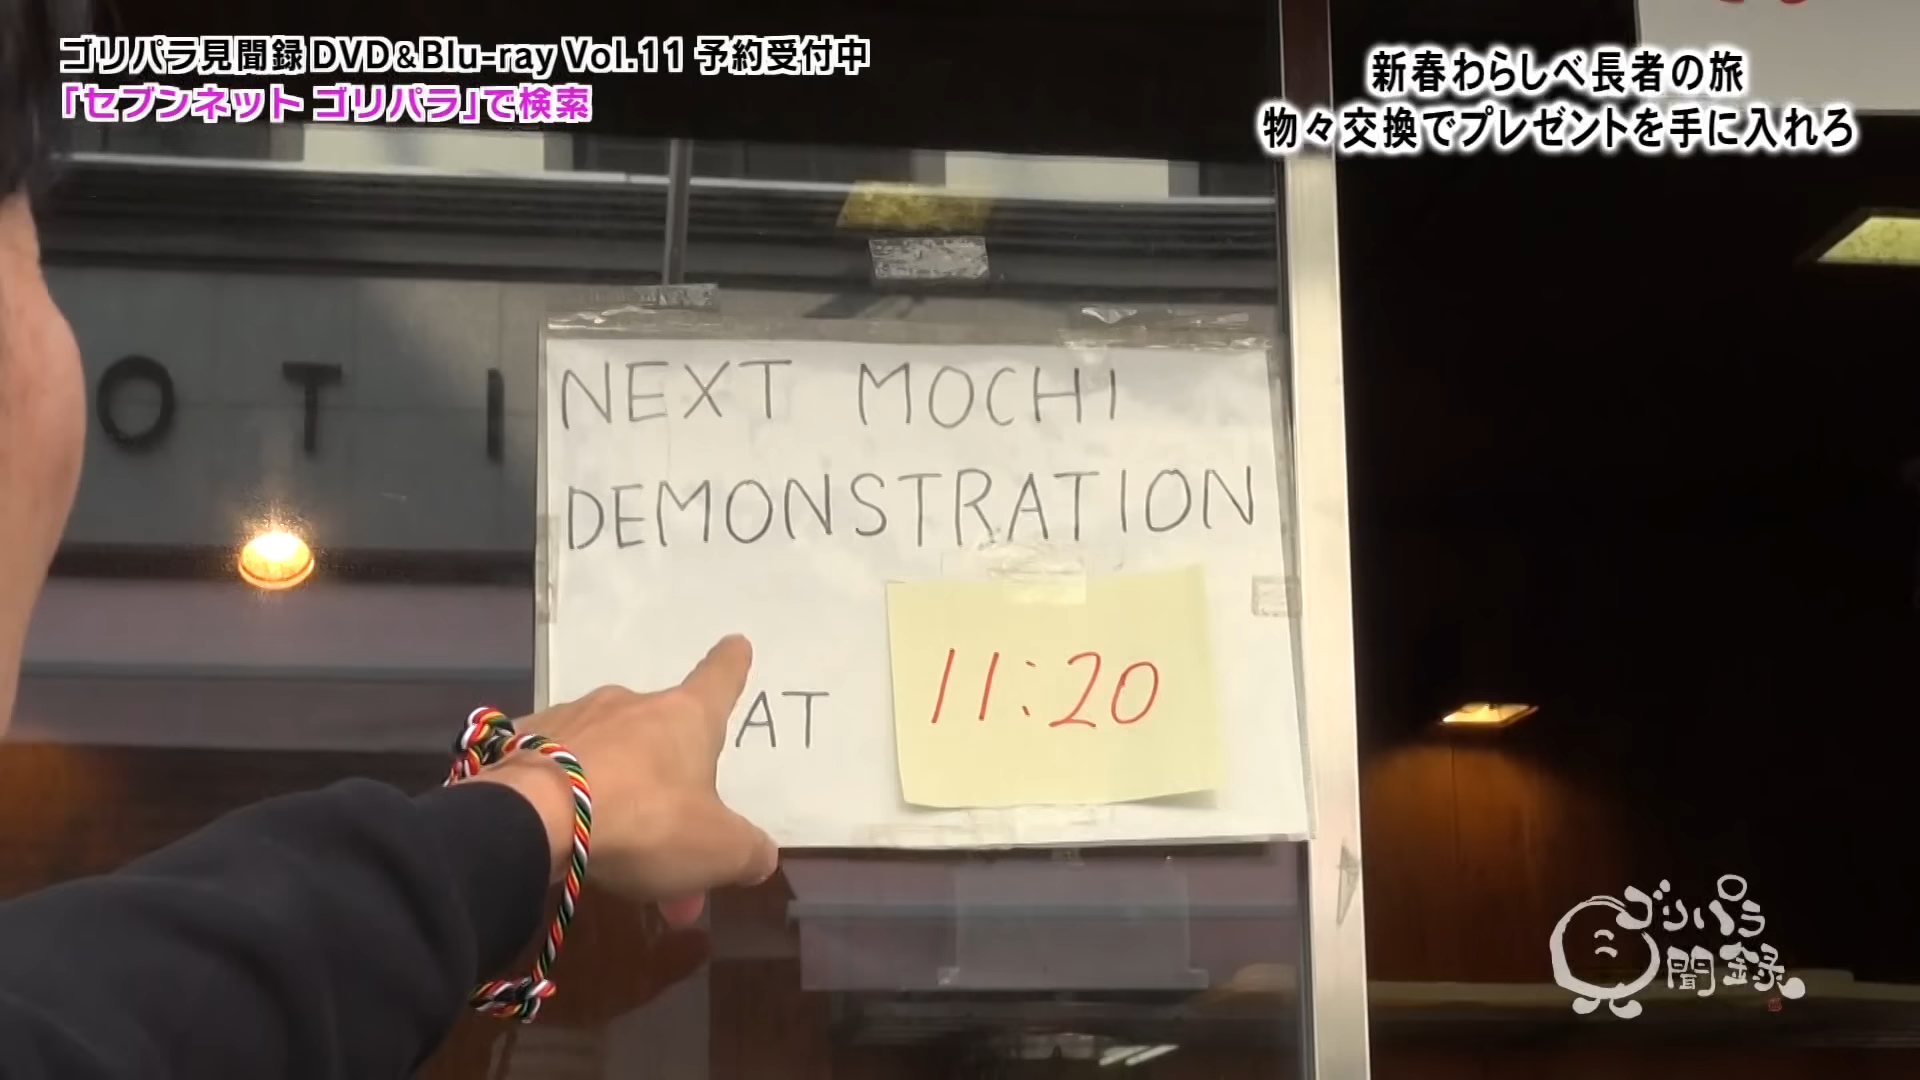 ゴリパラ見聞録 DVD&Blu-ray Vol.11 予約受付中
「セブンネット ゴリパラ」で検索
新春わらしべ長者の旅
物々交換でプレゼントを手に入れろ
OTI
NEXT MOCHI
DEMONSTRATION
AT 11:20
ゴリパラ
見聞録